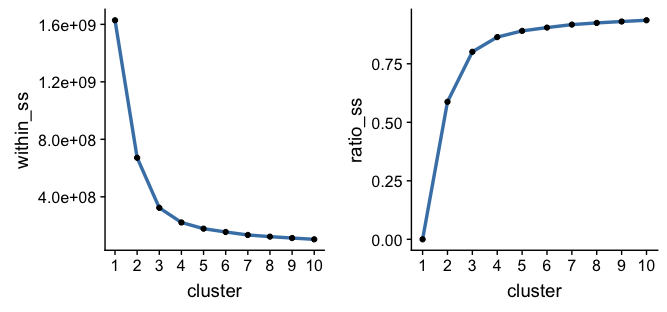 within_ss
1.6e+09
1.2e+09
8.0e+08
4.0e+08
1 2 3 4 5 6 7 8 9 10
cluster
ratio_ss
0.75
0.50
0.25
0.00
1 2 3 4 5 6 7 8 9 10
cluster